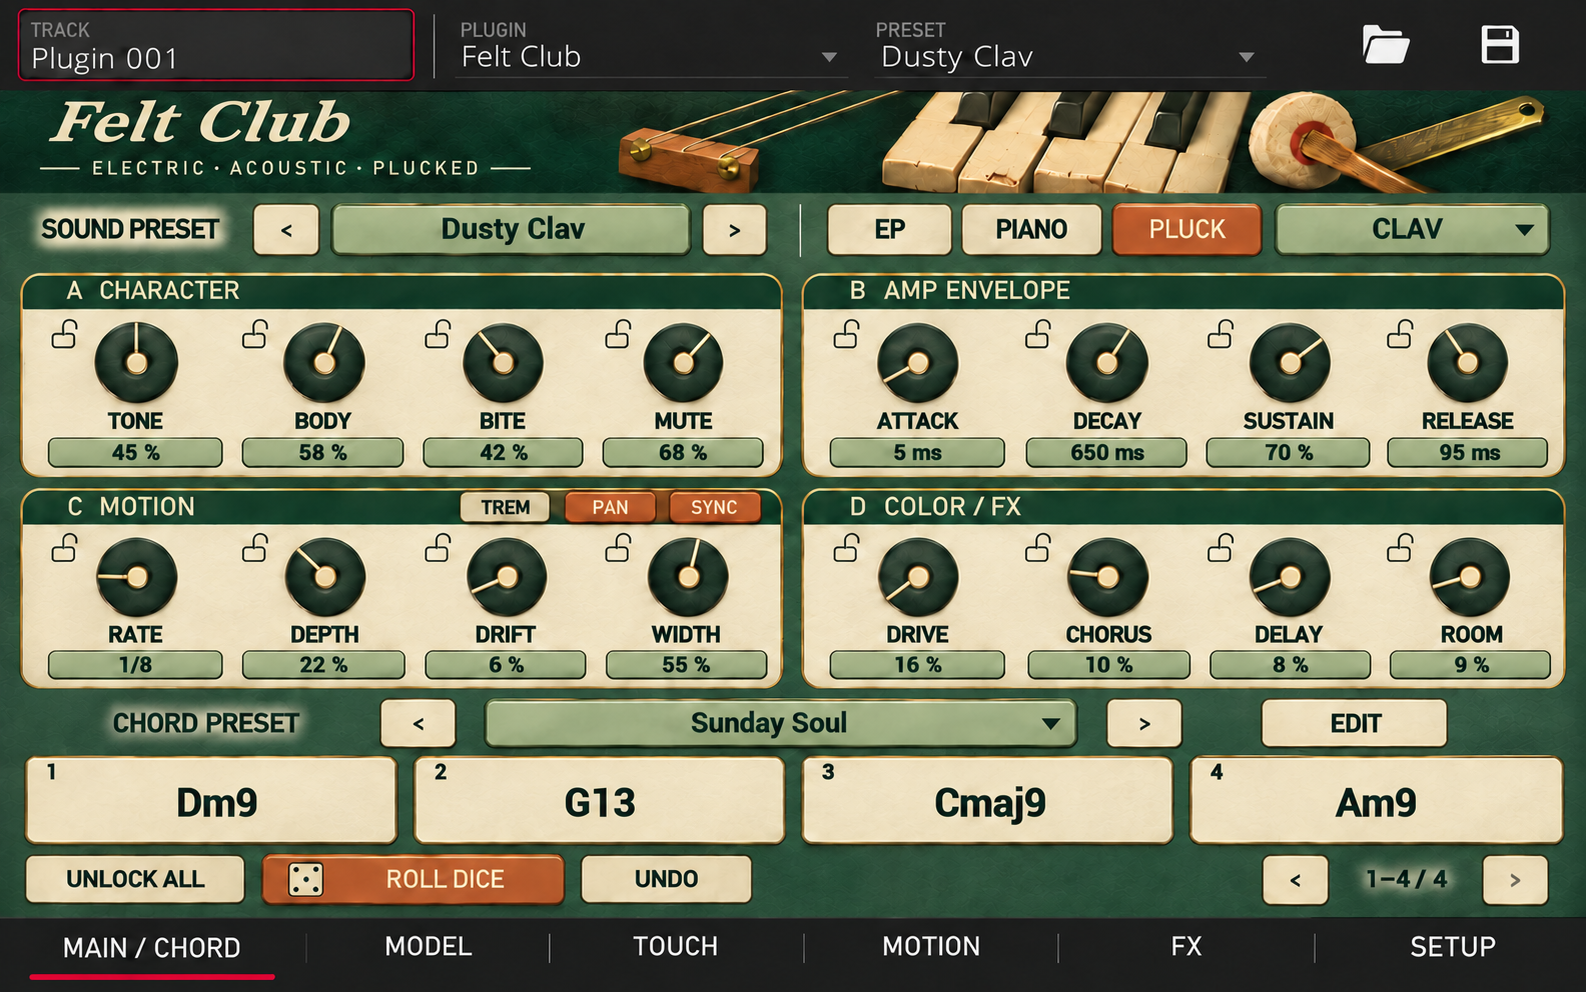 TRACK
Plugin 001
PLUGIN
Felt Club
PRESET
Dusty Clav
Felt Club
ELECTRIC · ACOUSTIC · PLUCKED
SOUND PRESET < Dusty Clav > EP PIANO PLUCK CLAV
A CHARACTER
TONE BODY BITE MUTE
45 % 58 % 42 % 68 %
B AMP ENVELOPE
ATTACK DECAY SUSTAIN RELEASE
5 ms 650 ms 70 % 95 ms
C MOTION TREM PAN SYNC
RATE DEPTH DRIFT WIDTH
1/8 22 % 6 % 55 %
D COLOR / FX
DRIVE CHORUS DELAY ROOM
16 % 10 % 8 % 9 %
CHORD PRESET < Sunday Soul > EDIT
1 Dm9
2 G13
3 Cmaj9
4 Am9
UNLOCK ALL ROLL DICE UNDO < 1–4 / 4 >
MAIN / CHORD MODEL TOUCH MOTION FX SETUP